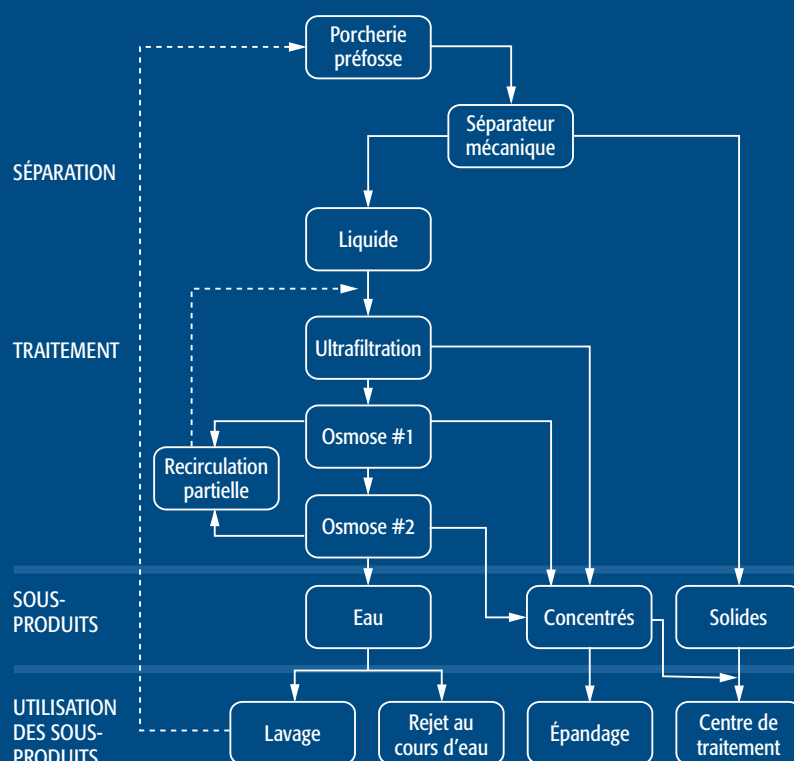 Porcherie
préfosse
Séparateur
mécanique
SÉPARATION
Liquide
TRAITEMENT
Ultrafiltration
Osmose #1
Recirculation
partielle
Osmose #2
SOUS-
PRODUITS
Eau
Concentrés
Solides
UTILISATION
DES SOUS-
PRODUITS
Lavage
Rejet au
cours d'eau
Épandage
Centre de
traitement